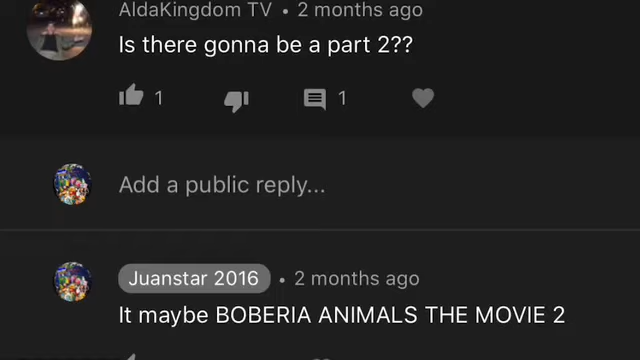 AldaKingdom TV • 2 months ago
Is there gonna be a part 2??
1
1
Add a public reply...
Juanstar 2016 • 2 months ago
It maybe BOBERIA ANIMALS THE MOVIE 2